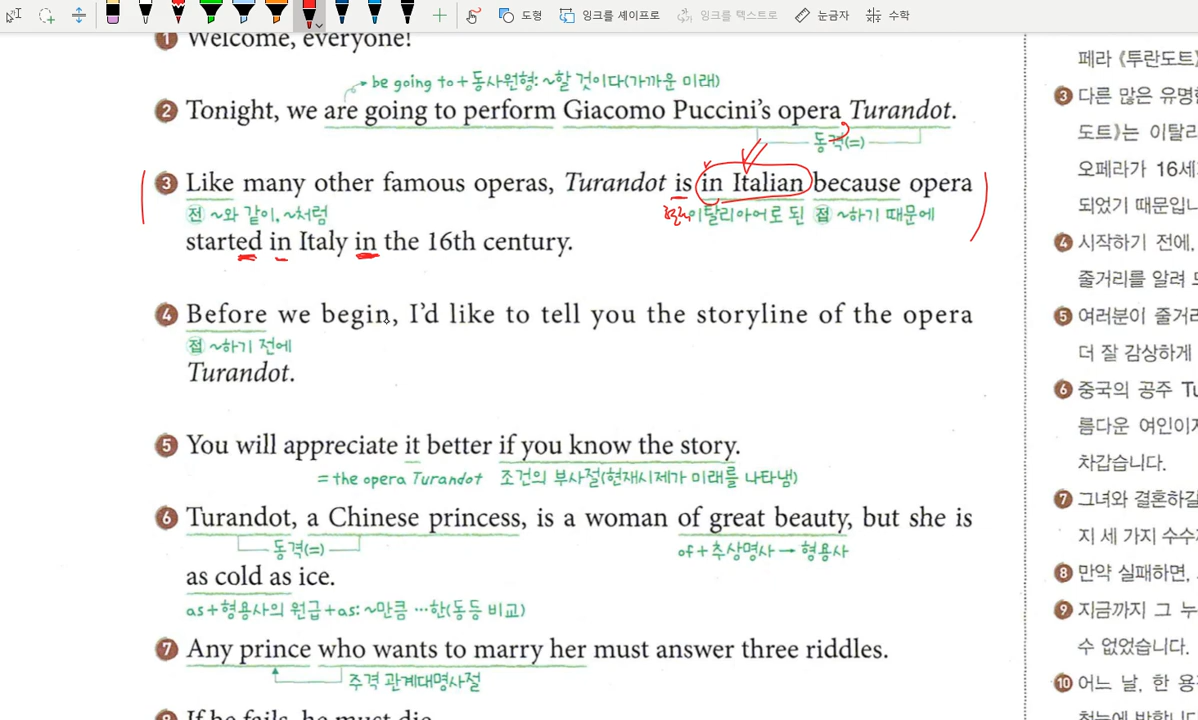 도형
잉크를 셰이프로
잉크를 텍스트로
눈금자
수학
1 Welcome, everyone!
be going to + 동사원형: ~할 것이다(가까운 미래)
2 Tonight, we are going to perform Giacomo Puccini's opera Turandot.
동격(=)
3 Like many other famous operas, Turandot is in Italian because opera
전 ~와 같이, ~처럼
이탈리아어로 된 접 ~하기 때문에
started in Italy in the 16th century.
4 Before we begin, I'd like to tell you the storyline of the opera
접 ~하기 전에
Turandot.
5 You will appreciate it better if you know the story.
= the opera Turandot 조건의 부사절(현재시제가 미래를 나타냄)
6 Turandot, a Chinese princess, is a woman of great beauty, but she is
동격(=) of + 추상명사 → 형용사
as cold as ice.
as + 형용사의 원급 + as: ~만큼 …한(동등 비교)
7 Any prince who wants to marry her must answer three riddles.
주격 관계대명사절
8 If he fails, he must die.
페라 《투란도트》
3 다른 많은 유명한
도트》는 이탈리
오페라가 16세
되었기 때문입니
4 시작하기 전에,
줄거리를 알려
5 여러분이 줄거리
더 잘 감상하게
6 중국의 공주 Tu
름다운 여인이지
차갑습니다.
7 그녀와 결혼하길
지 세 가지 수수
8 만약 실패하면,
9 지금까지 그 누
수 없었습니다.
10 어느 날, 한 용